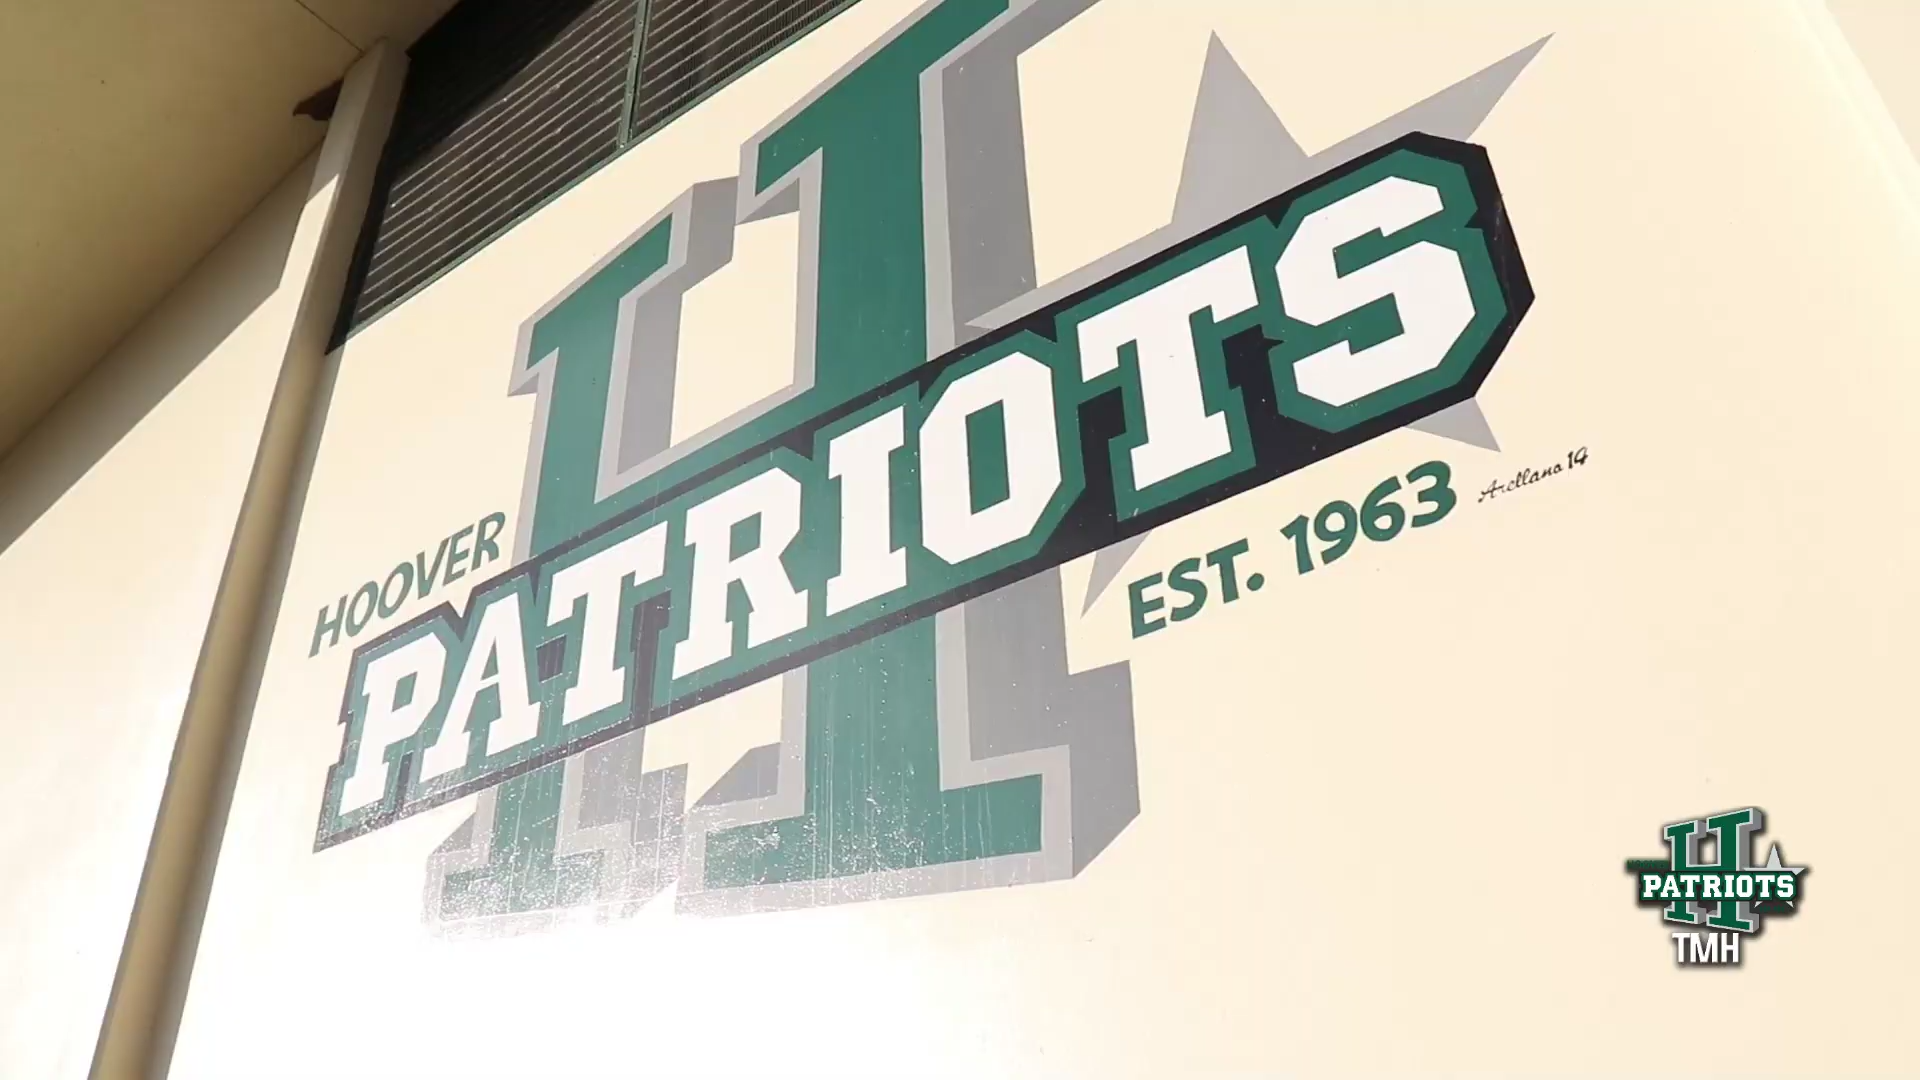 H
HOOVER
PATRIOTS
EST. 1963
Arellano 14
H
PATRIOTS
TMH